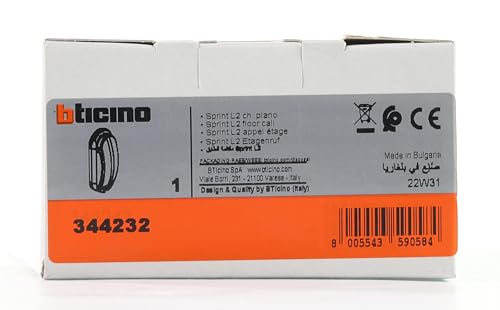 bticino
• Sprint L2 ch. piano
• Sprint L2 floor call
• Sprint L2 appel étage
• Sprint L2 Etagenruf
Sprint L2
BTicino SpA www.bticino.com
Viale Borri, 231 - 21100 Varese - Italy
Design & Quality by BTicino (Italy)
1
Made in Bulgaria
صنع في بلغاريا
22W31
344232
8 005543 590584